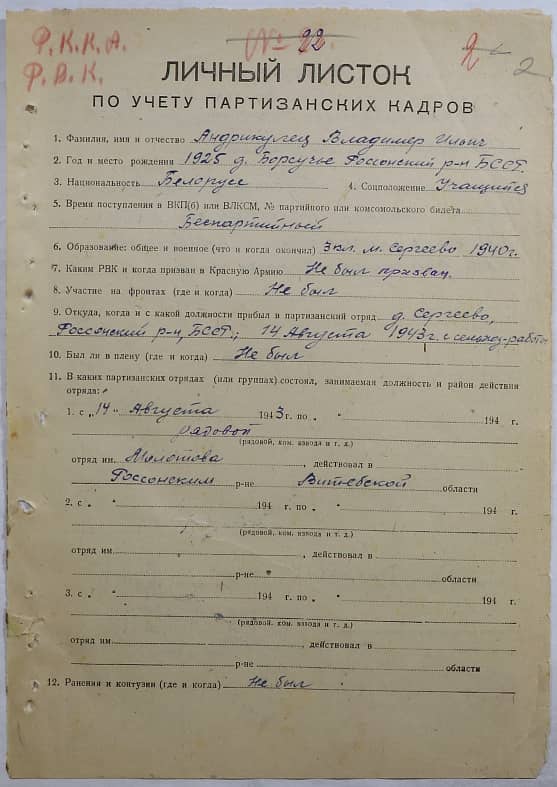 Р.К.К.А.
№ 22.
2 2
Р.В.К.
ЛИЧНЫЙ ЛИСТОК
ПО УЧЕТУ ПАРТИЗАНСКИХ КАДРОВ
1. Фамилия, имя и отчество Андрикулец Владимер Ильич
2. Год и место рождения 1925 д. Борсучье Россонский р-н БССР.
3. Национальность Белорусс 4. Соцположение Учащийся
5. Время поступления в ВКП(б) или ВЛКСМ, № партийного или комсомольского билета
Беспартийный
6. Образование: общее и военное (что и когда окончил) 3 кл. м. Сергеево 1940 г.
7. Каким РВК и когда призван в Красную Армию Не был призван.
8. Участие на фронтах (где и когда) Не был
9. Откуда, когда и с какой должности прибыл в партизанский отряд д. Сергеево,
Россонский р-н, БССР; 14 Августа 1943 г. с сельхоз-работ
10. Был ли в плену (где и когда) Не был
11. В каких партизанских отрядах (или группах) состоял, занимаемая должность и район действия
отряда:
1. с „14" Августа 1943 г. по „ " 194 г.
рядовой
(рядовой, ком. взвода и т. д.)
отряд им. Молотова, действовал в
Россонским р-не Витебской области
2. с „ " 194 г. по „ " 194 г.
(рядовой, ком. взвода и т. д.)
отряд им. , действовал в
р-не области
3. с „ " 194 г. по „ " 194 г.
(рядовой, ком. взвода и т. д.)
отряд им. , действовал в
р-не области
12. Ранения и контузии (где и когда) Не был